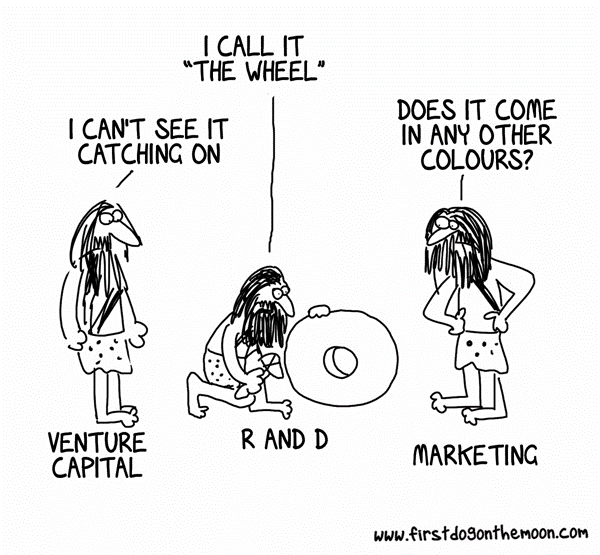 I CALL IT
"THE WHEEL"
I CAN'T SEE IT
CATCHING ON
DOES IT COME
IN ANY OTHER
COLOURS?
VENTURE
CAPITAL
R AND D
MARKETING
www.firstdogonthemoon.com